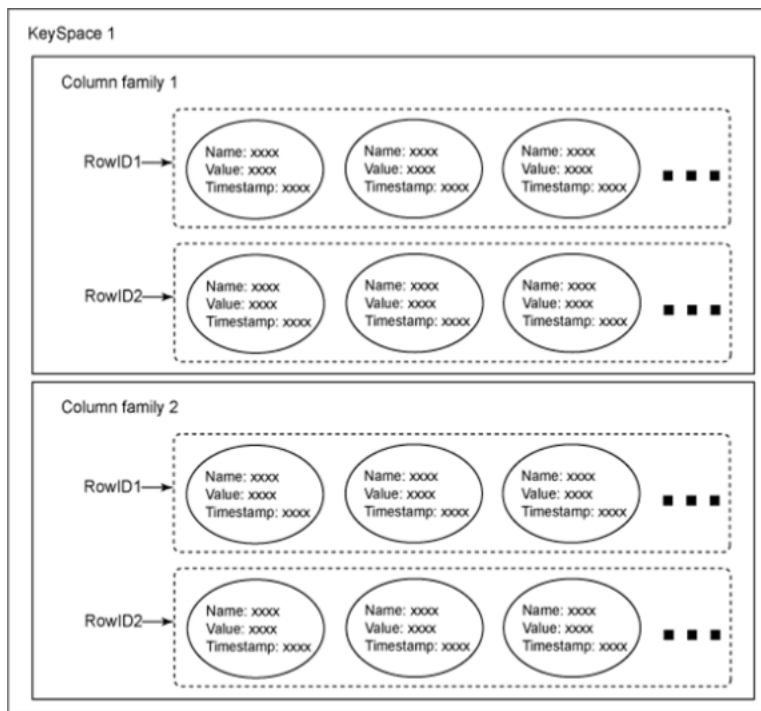 KeySpace 1
Column family 1
RowID1
Name: xxxx
Value: xxxx
Timestamp: xxxx
Name: xxxx
Value: xxxx
Timestamp: xxxx
Name: xxxx
Value: xxxx
Timestamp: xxxx
RowID2
Name: xxxx
Value: xxxx
Timestamp: xxxx
Name: xxxx
Value: xxxx
Timestamp: xxxx
Name: xxxx
Value: xxxx
Timestamp: xxxx
Column family 2
RowID1
Name: xxxx
Value: xxxx
Timestamp: xxxx
Name: xxxx
Value: xxxx
Timestamp: xxxx
Name: xxxx
Value: xxxx
Timestamp: xxxx
RowID2
Name: xxxx
Value: xxxx
Timestamp: xxxx
Name: xxxx
Value: xxxx
Timestamp: xxxx
Name: xxxx
Value: xxxx
Timestamp: xxxx